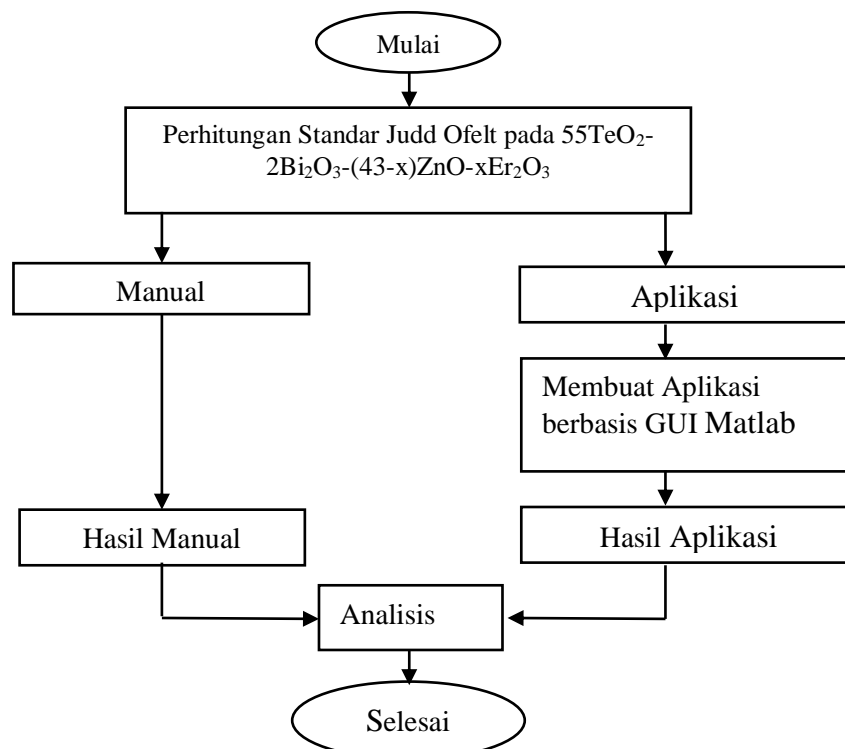 Mulai
Perhitungan Standar Judd Ofelt pada 55TeO₂-
2Bi₂O₃-(43-x)ZnO-xEr₂O₃
Manual
Aplikasi
Membuat Aplikasi
berbasis GUI Matlab
Hasil Manual
Hasil Aplikasi
Analisis
Selesai